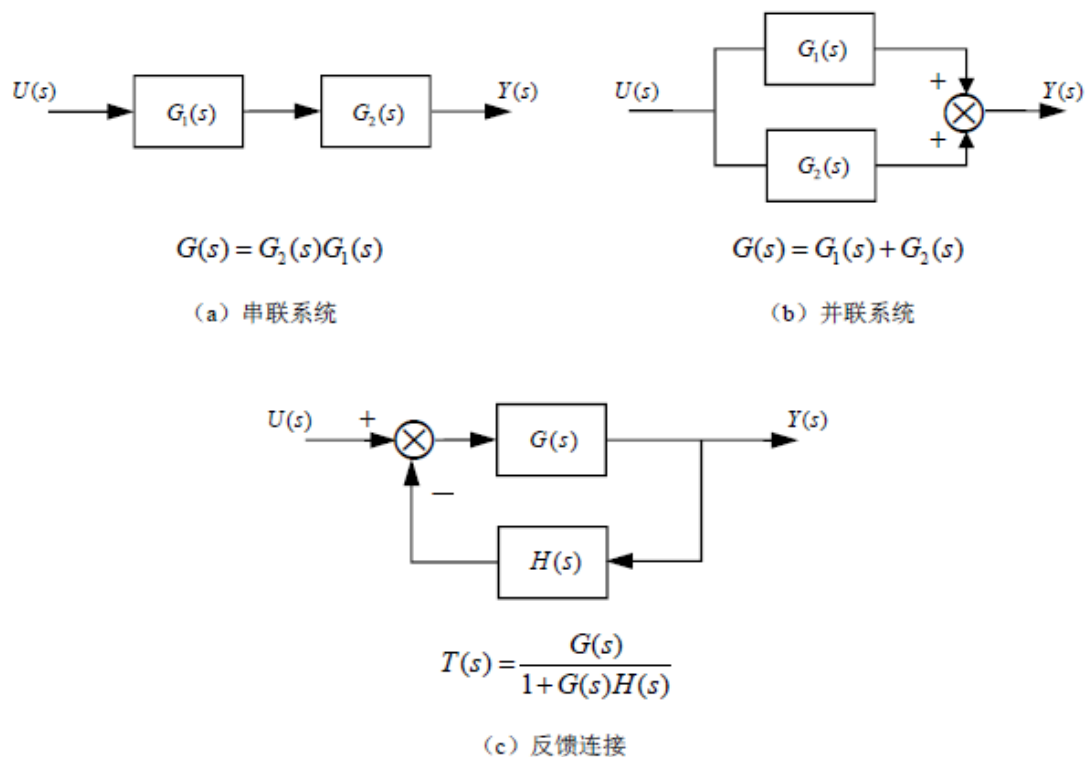 U(s) G₁(s) G₂(s) Y(s)
G(s) = G₂(s)G₁(s)
（a）串联系统
G₁(s)
U(s) + Y(s)
+
G₂(s)
G(s) = G₁(s) + G₂(s)
（b）并联系统
U(s) + G(s) Y(s)
—
H(s)
T(s) = G(s) / 1+G(s)H(s)
（c）反馈连接